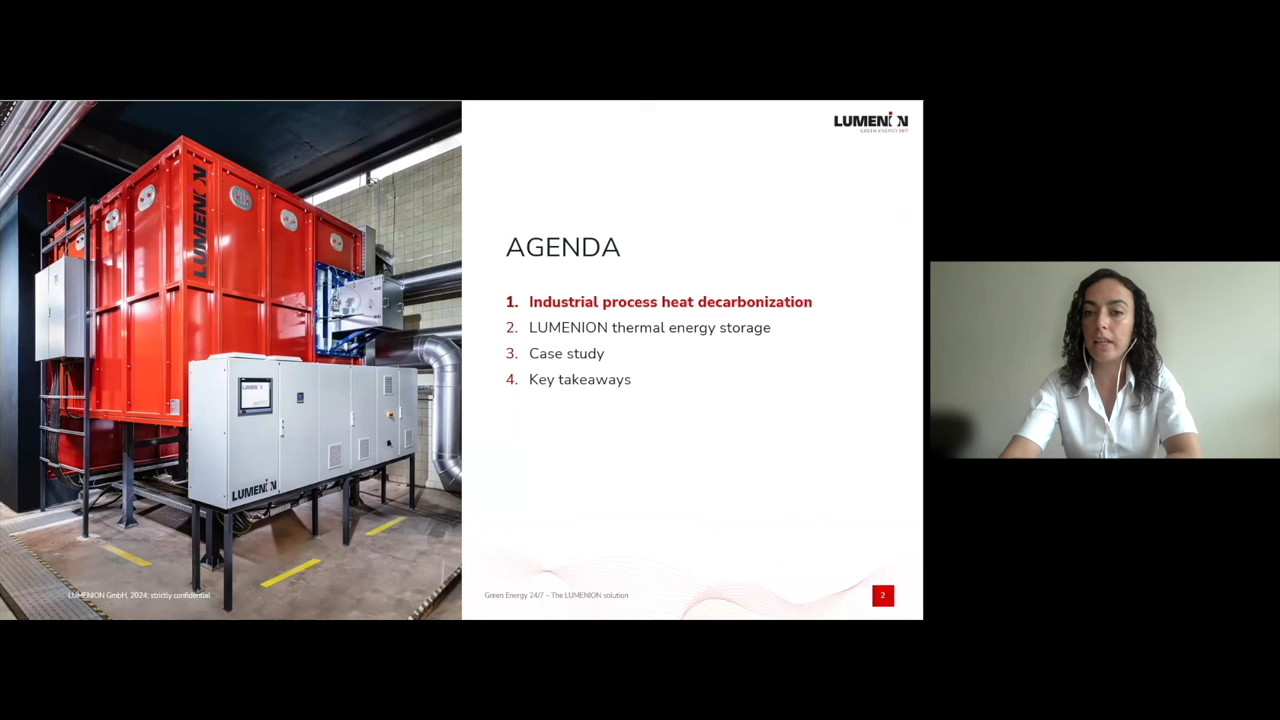 LUMENION
GREEN ENERGY 24/7
AGENDA
1. Industrial process heat decarbonization
2. LUMENION thermal energy storage
3. Case study
4. Key takeaways
LUMENION
LUMENION
LUMENION GmbH, 2024: strictly confidential
Green Energy 24/7 – The LUMENION solution
2